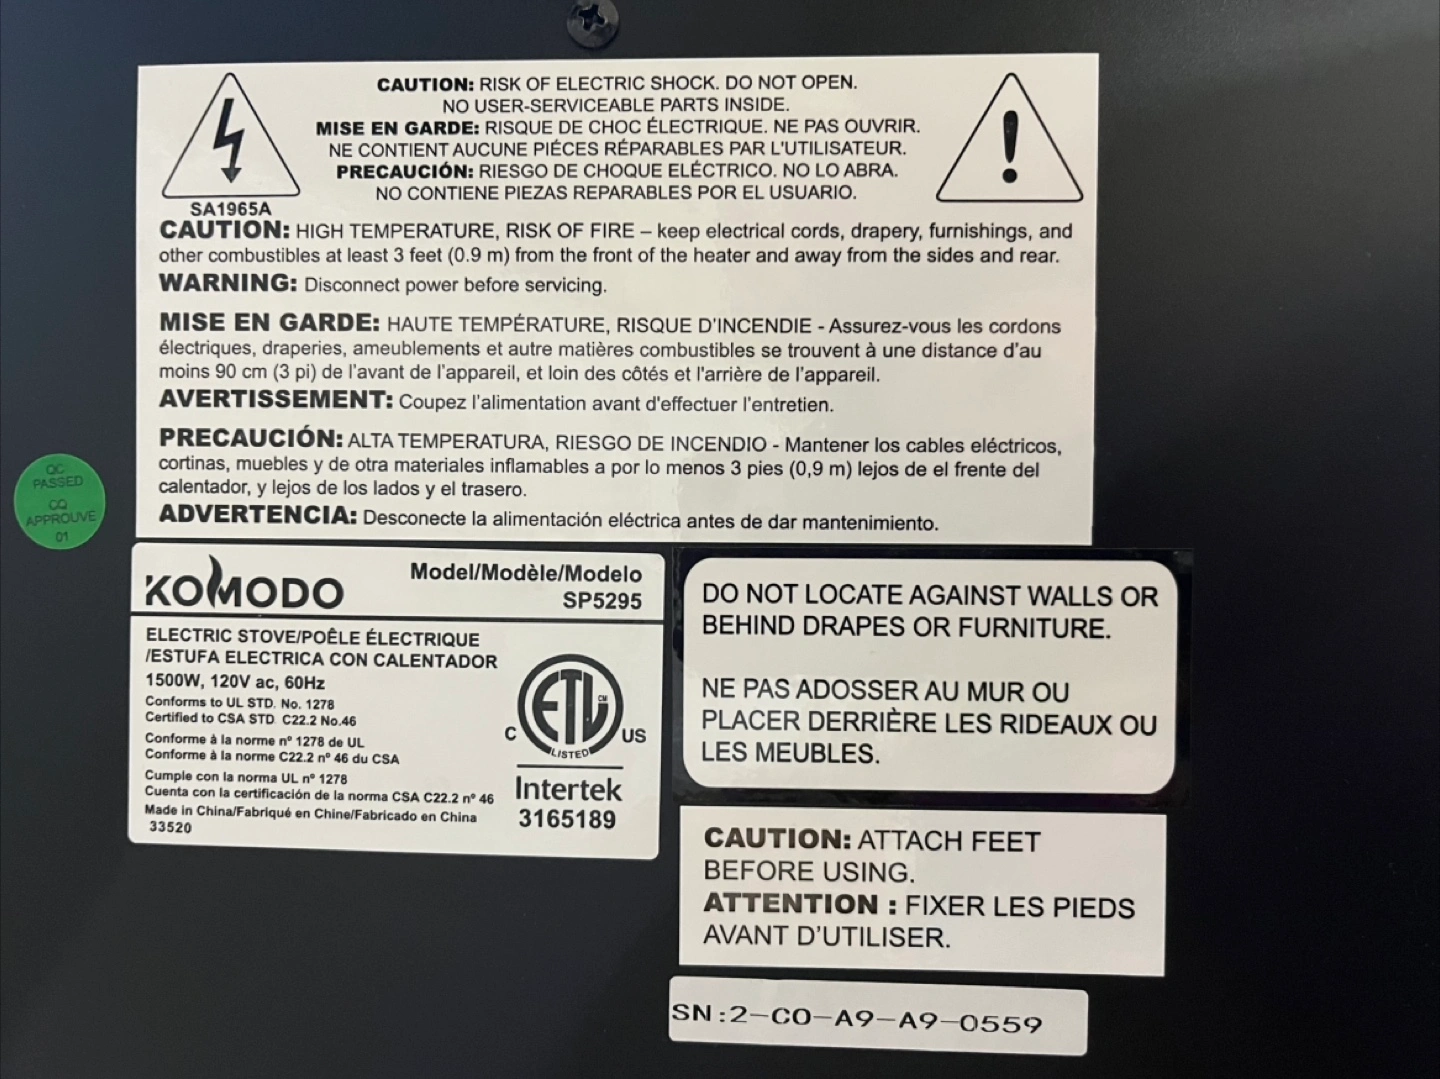 CAUTION: RISK OF ELECTRIC SHOCK. DO NOT OPEN.
NO USER-SERVICEABLE PARTS INSIDE.
MISE EN GARDE: RISQUE DE CHOC ÉLECTRIQUE. NE PAS OUVRIR.
NE CONTIENT AUCUNE PIÉCES RÉPARABLES PAR L'UTILISATEUR.
PRECAUCIÓN: RIESGO DE CHOQUE ELÉCTRICO. NO LO ABRA.
NO CONTIENE PIEZAS REPARABLES POR EL USUARIO.
SA1965A
CAUTION: HIGH TEMPERATURE, RISK OF FIRE – keep electrical cords, drapery, furnishings, and
other combustibles at least 3 feet (0.9 m) from the front of the heater and away from the sides and rear.
WARNING: Disconnect power before servicing.
MISE EN GARDE: HAUTE TEMPÉRATURE, RISQUE D'INCENDIE - Assurez-vous les cordons
électriques, draperies, ameublements et autre matières combustibles se trouvent à une distance d'au
moins 90 cm (3 pi) de l'avant de l'appareil, et loin des côtés et l'arrière de l'appareil.
AVERTISSEMENT: Coupez l'alimentation avant d'effectuer l'entretien.
PRECAUCIÓN: ALTA TEMPERATURA, RIESGO DE INCENDIO - Mantener los cables eléctricos,
cortinas, muebles y de otra materiales inflamables a por lo menos 3 pies (0,9 m) lejos de el frente del
calentador, y lejos de los lados y el trasero.
ADVERTENCIA: Desconecte la alimentación eléctrica antes de dar mantenimiento.
QC
PASSED
CQ
APPROUVE
01
KOMODO
Model/Modèle/Modelo
SP5295
ELECTRIC STOVE/POÊLE ÉLECTRIQUE
/ESTUFA ELECTRICA CON CALENTADOR
1500W, 120V ac, 60Hz
Conforms to UL STD. No. 1278
Certified to CSA STD. C22.2 No.46
Conforme à la norme nº 1278 de UL
Conforme à la norme C22.2 nº 46 du CSA
Cumple con la norma UL nº 1278
Cuenta con la certificación de la norma CSA C22.2 nº 46
Made in China/Fabriqué en Chine/Fabricado en China
33520
ETL CM
C LISTED US
Intertek
3165189
DO NOT LOCATE AGAINST WALLS OR
BEHIND DRAPES OR FURNITURE.
NE PAS ADOSSER AU MUR OU
PLACER DERRIÈRE LES RIDEAUX OU
LES MEUBLES.
CAUTION: ATTACH FEET
BEFORE USING.
ATTENTION : FIXER LES PIEDS
AVANT D'UTILISER.
SN:2-CO-A9-A9-0559